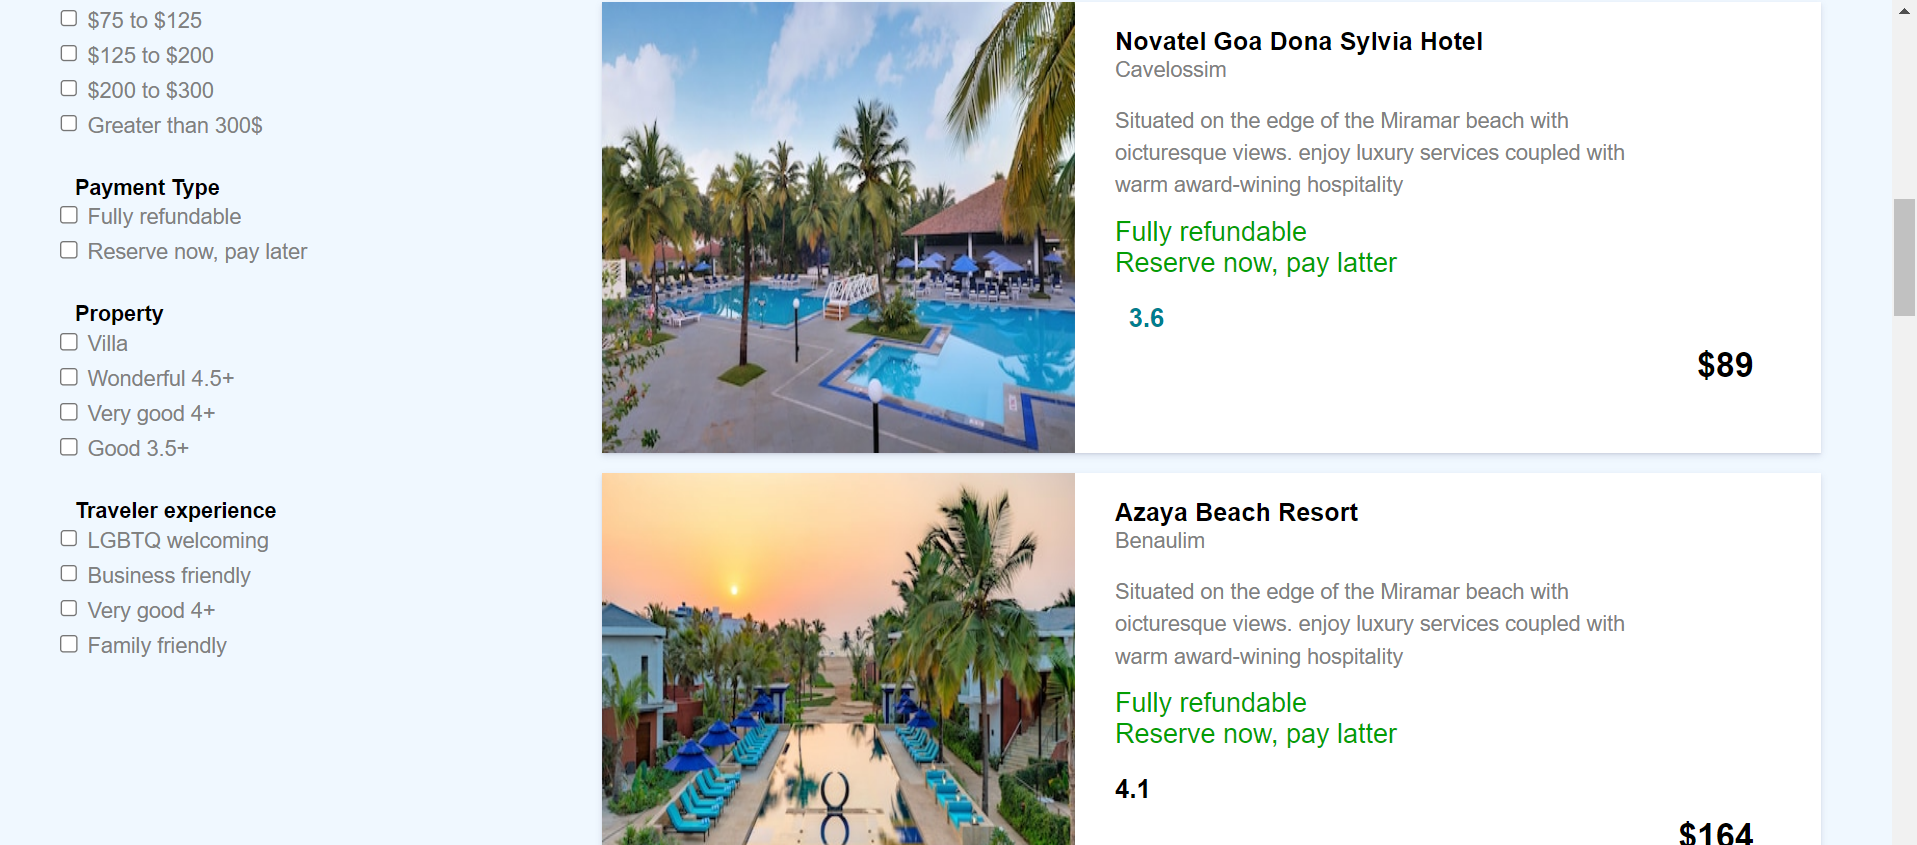 $75 to $125
$125 to $200
$200 to $300
Greater than 300$
Payment Type
Fully refundable
Reserve now, pay later
Property
Villa
Wonderful 4.5+
Very good 4+
Good 3.5+
Traveler experience
LGBTQ welcoming
Business friendly
Very good 4+
Family friendly
Novatel Goa Dona Sylvia Hotel
Cavelossim
Situated on the edge of the Miramar beach with
oicturesque views. enjoy luxury services coupled with
warm award-wining hospitality
Fully refundable
Reserve now, pay latter
3.6
$89
Azaya Beach Resort
Benaulim
Situated on the edge of the Miramar beach with
oicturesque views. enjoy luxury services coupled with
warm award-wining hospitality
Fully refundable
Reserve now, pay latter
4.1
$164